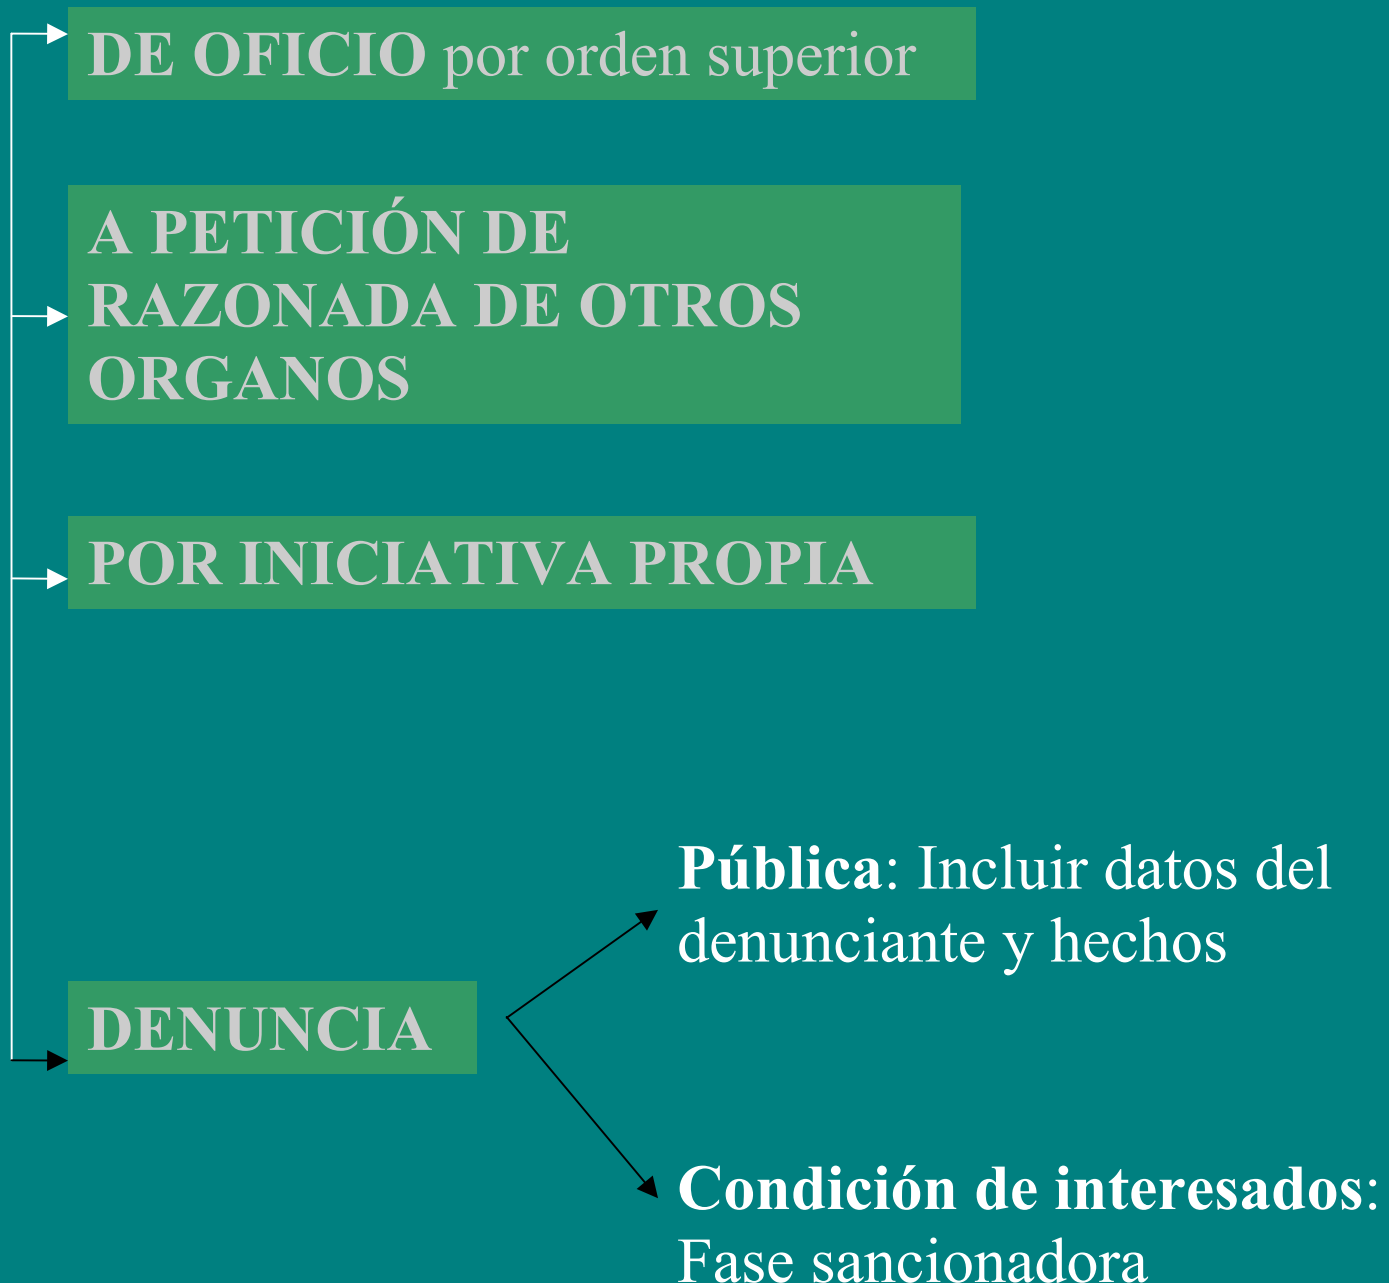 DE OFICIO por orden superior
A PETICIÓN DE
RAZONADA DE OTROS
ORGANOS
POR INICIATIVA PROPIA
Pública: Incluir datos del
denunciante y hechos
DENUNCIA
Condición de interesados:
Fase sancionadora